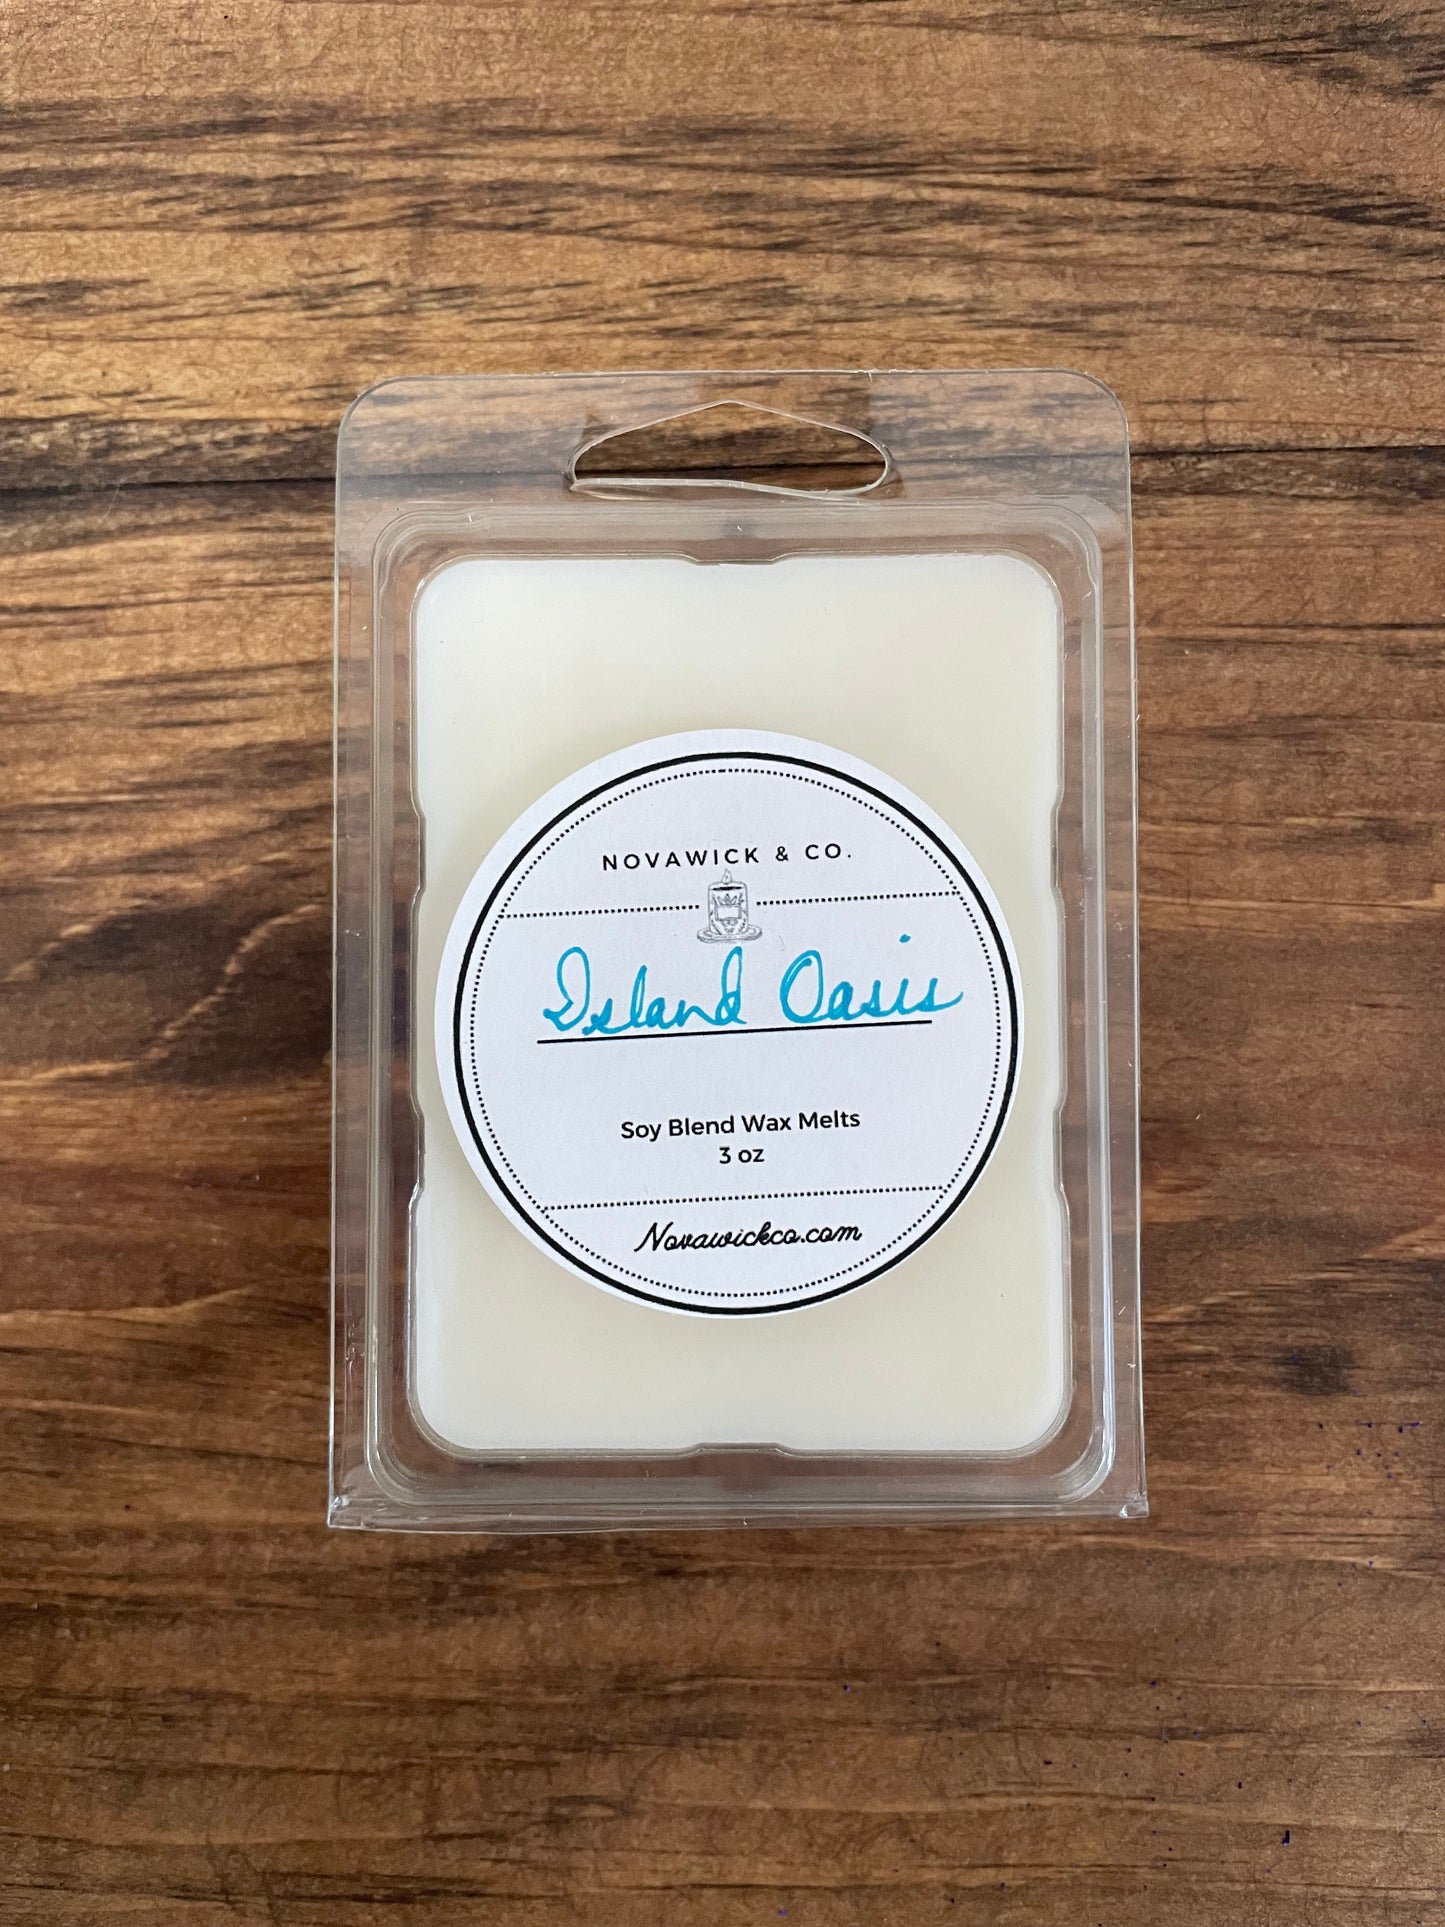 NOVAWICK & CO.
Island Oasis
Soy Blend Wax Melts
3 oz
Novawickco.com